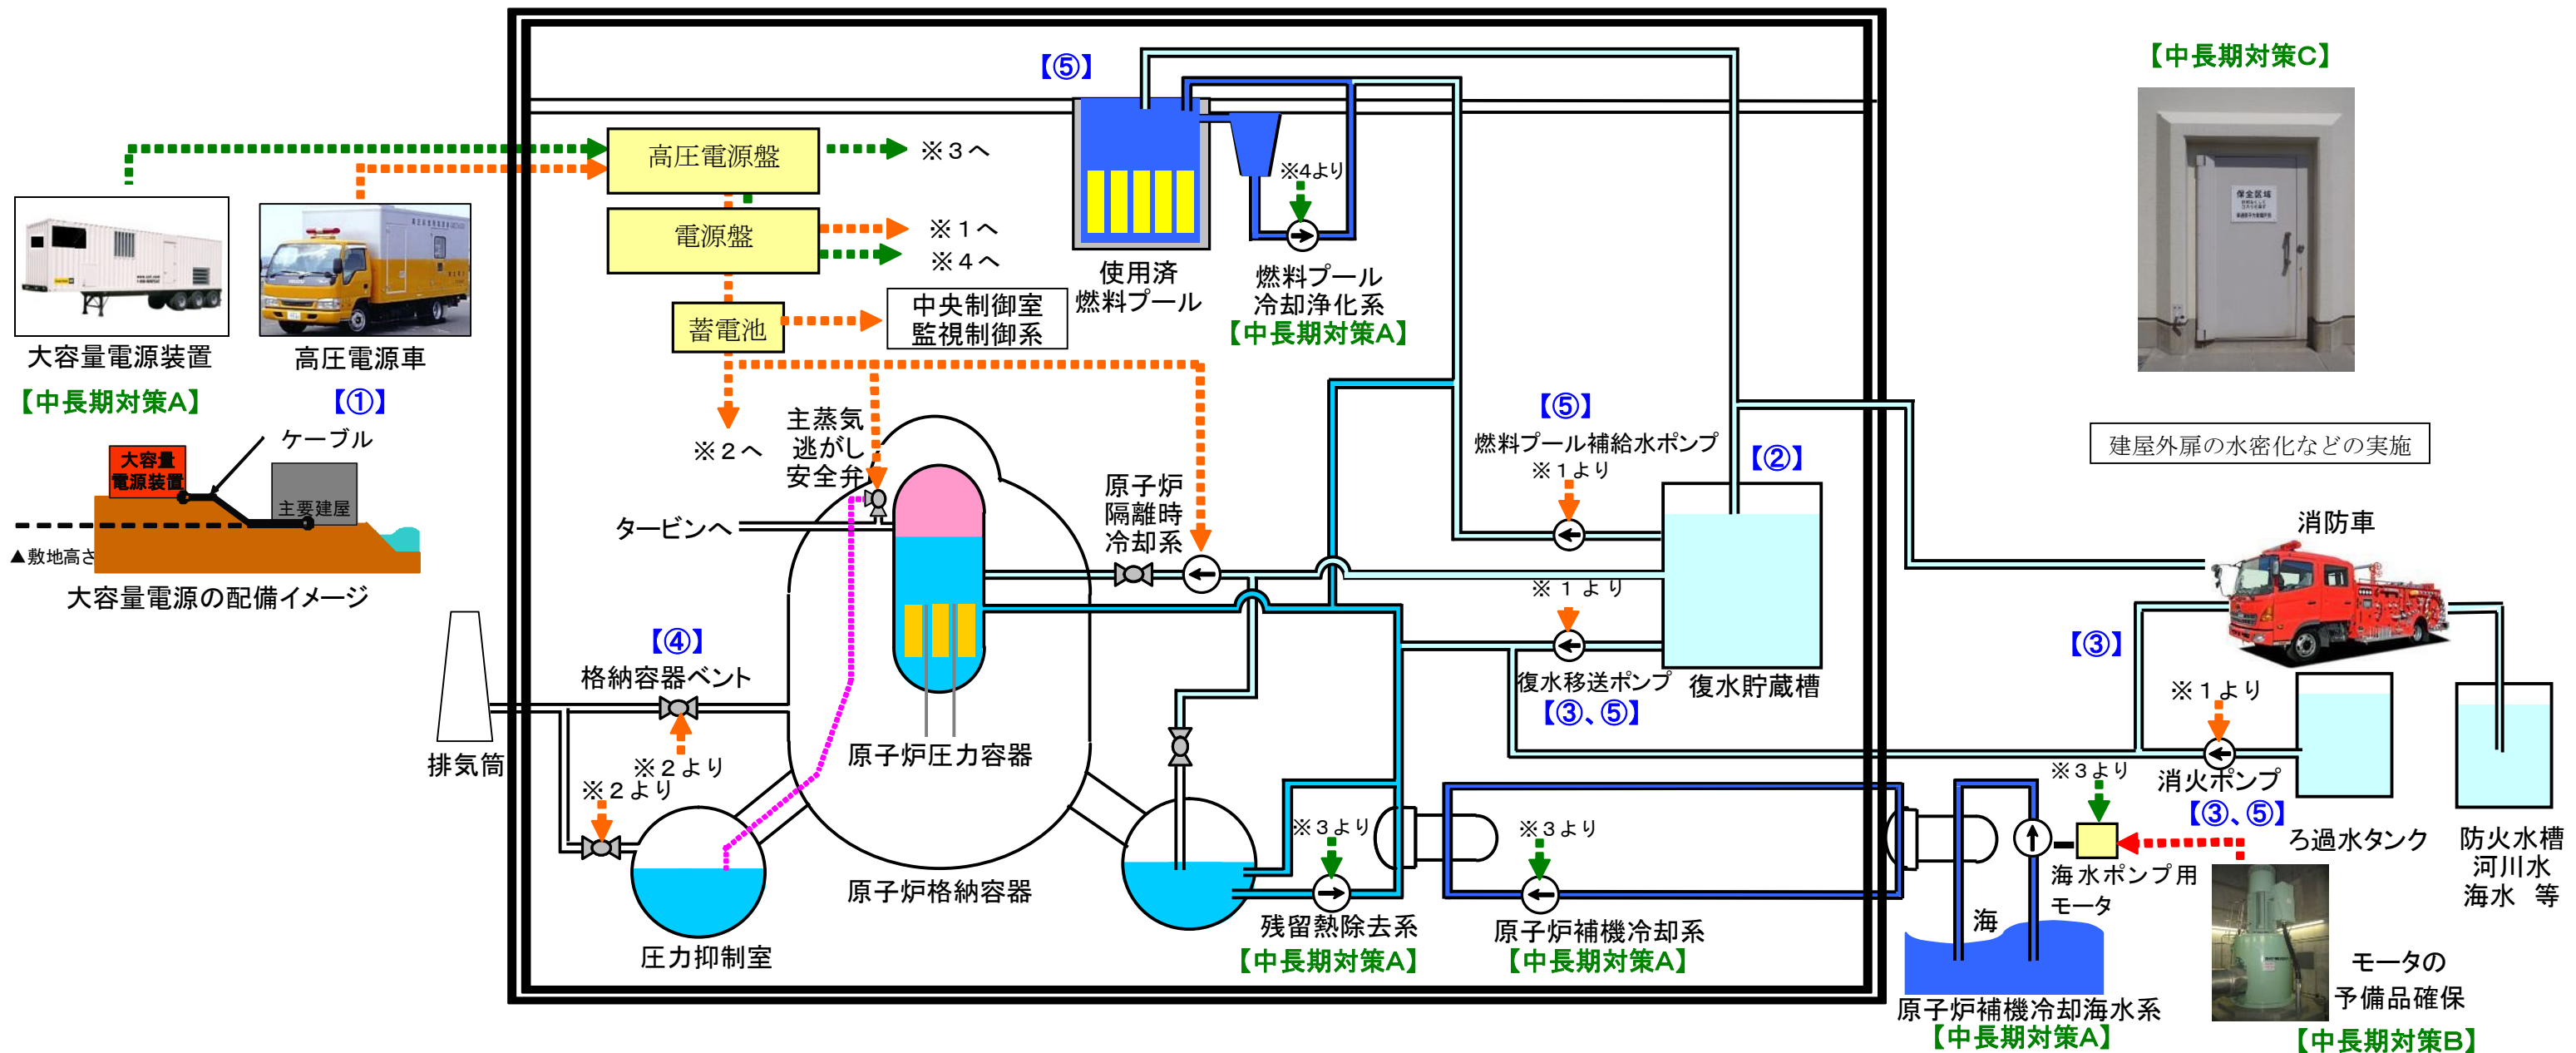 【⑤】
【中長期対策C】
高圧電源盤
※3へ
※4より
保全区域
電源盤
※1へ
※4へ
使用済
燃料プール
燃料プール
冷却浄化系
【中長期対策A】
蓄電池
中央制御室
監視制御系
大容量電源装置
【中長期対策A】
高圧電源車
【①】
※2へ
主蒸気
逃がし
安全弁
【⑤】
燃料プール補給水ポンプ
※1より
【②】
建屋外扉の水密化などの実施
ケーブル
大容量
電源装置
主要建屋
▲敷地高さ
大容量電源の配備イメージ
タービンへ
原子炉
隔離時
冷却系
消防車
※1より
復水移送ポンプ
【③、⑤】
復水貯蔵槽
【③】
【④】
格納容器ベント
※2より
※2より
排気筒
原子炉圧力容器
原子炉格納容器
圧力抑制室
※3より
残留熱除去系
【中長期対策A】
※3より
原子炉補機冷却系
【中長期対策A】
※1より
消火ポンプ
【③、⑤】
ろ過水タンク
防火水槽
河川水
海水 等
※3より
海水ポンプ用
モータ
海
原子炉補機冷却海水系
【中長期対策A】
モータの
予備品確保
【中長期対策B】